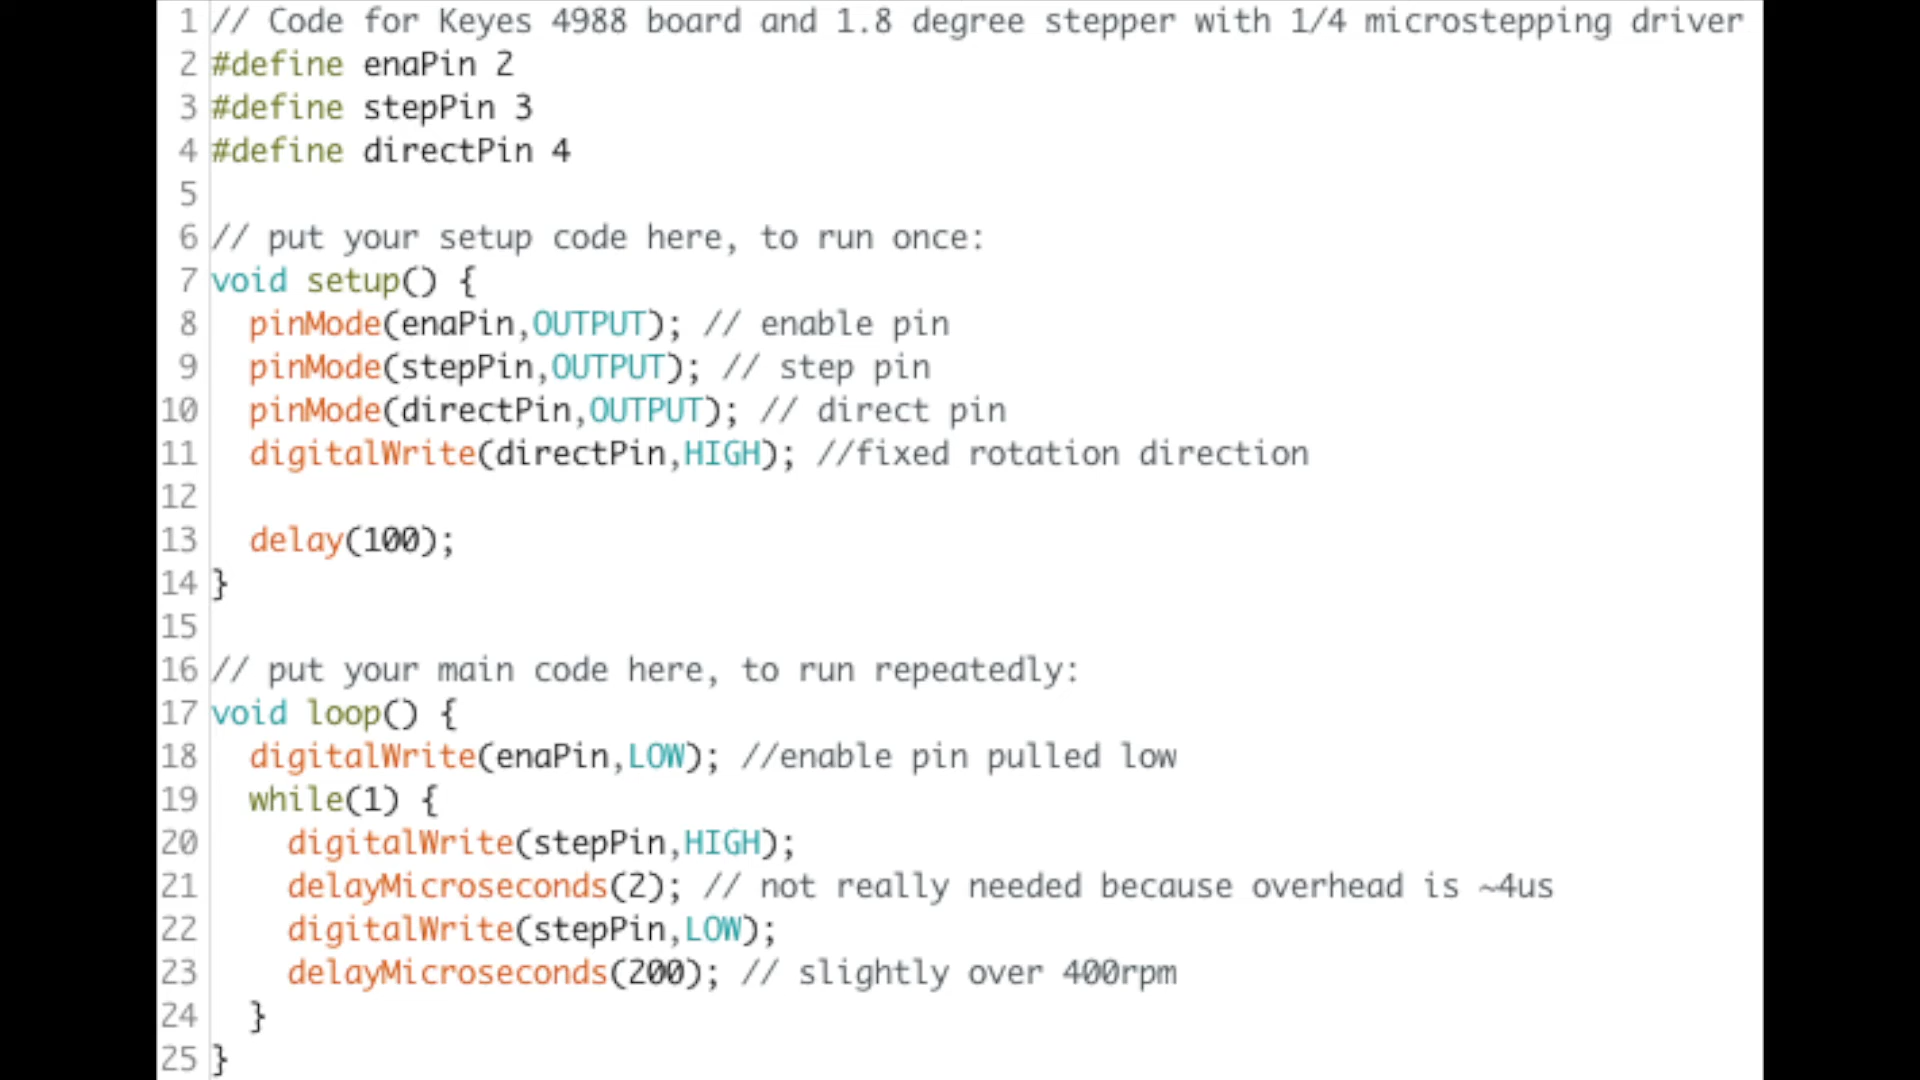 1 // Code for Keyes 4988 board and 1.8 degree stepper with 1/4 microstepping driver
2 #define enaPin 2
3 #define stepPin 3
4 #define directPin 4
5
6 // put your setup code here, to run once:
7 void setup() {
8   pinMode(enaPin,OUTPUT); // enable pin
9   pinMode(stepPin,OUTPUT); // step pin
10   pinMode(directPin,OUTPUT); // direct pin
11   digitalWrite(directPin,HIGH); //fixed rotation direction
12
13   delay(100);
14 }
15
16 // put your main code here, to run repeatedly:
17 void loop() {
18   digitalWrite(enaPin,LOW); //enable pin pulled low
19   while(1) {
20     digitalWrite(stepPin,HIGH);
21     delayMicroseconds(2); // not really needed because overhead is ~4us
22     digitalWrite(stepPin,LOW);
23     delayMicroseconds(200); // slightly over 400rpm
24   }
25 }